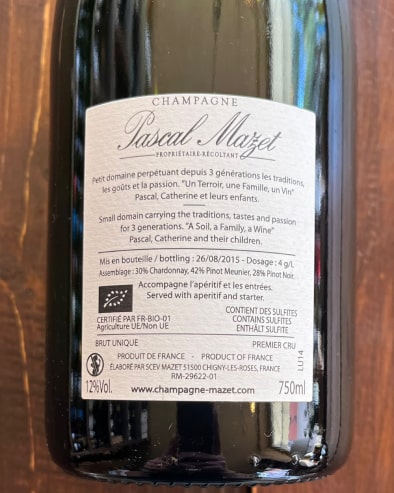 CHAMPAGNE
Pascal Mazet
PROPRIÉTAIRE-RÉCOLTANT
Petit domaine perpétuant depuis 3 générations les traditions,
les goûts et la passion. "Un Terroir, une Famille, un Vin"
Pascal, Catherine et leurs enfants.
Small domain carrying the traditions, tastes and passion
for 3 generations. "A Soil, a Family, a Wine"
Pascal, Catherine and their children.
Mis en bouteille / bottling : 26/08/2015 - Dosage : 4 g/l.
Assemblage : 30% Chardonnay, 42% Pinot Meunier, 28% Pinot Noir.
Accompagne l'apéritif et les entrées.
Served with aperitif and starter.
CERTIFIÉ PAR FR-BIO-01
Agriculture UE/Non UE
CONTIENT DES SULFITES
CONTAINS SULFITES
ENTHÄLT SULFITE
BRUT UNIQUE
PREMIER CRU
PRODUIT DE FRANCE - PRODUCT OF FRANCE
ÉLABORÉ PAR SCEV MAZET 51500 CHIGNY-LES-ROSES, FRANCE
RM-29622-01
LU14
12%Vol.
www.champagne-mazet.com
750ml